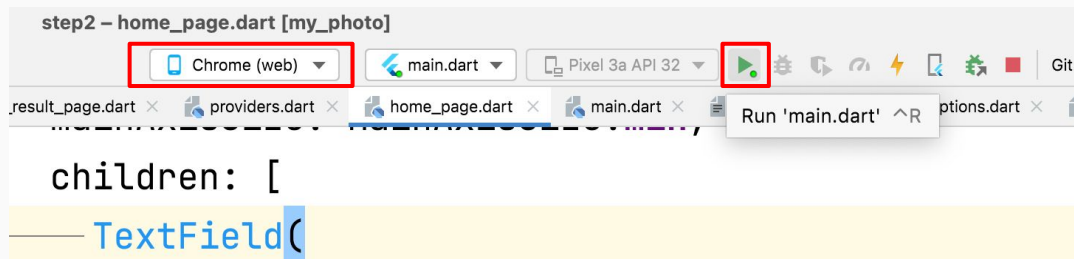 step2 – home_page.dart [my_photo]
Chrome (web) main.dart Pixel 3a API 32 Git
_result_page.dart providers.dart home_page.dart main.dart ptions.dart
Run 'main.dart' ^R
children: [
TextField(